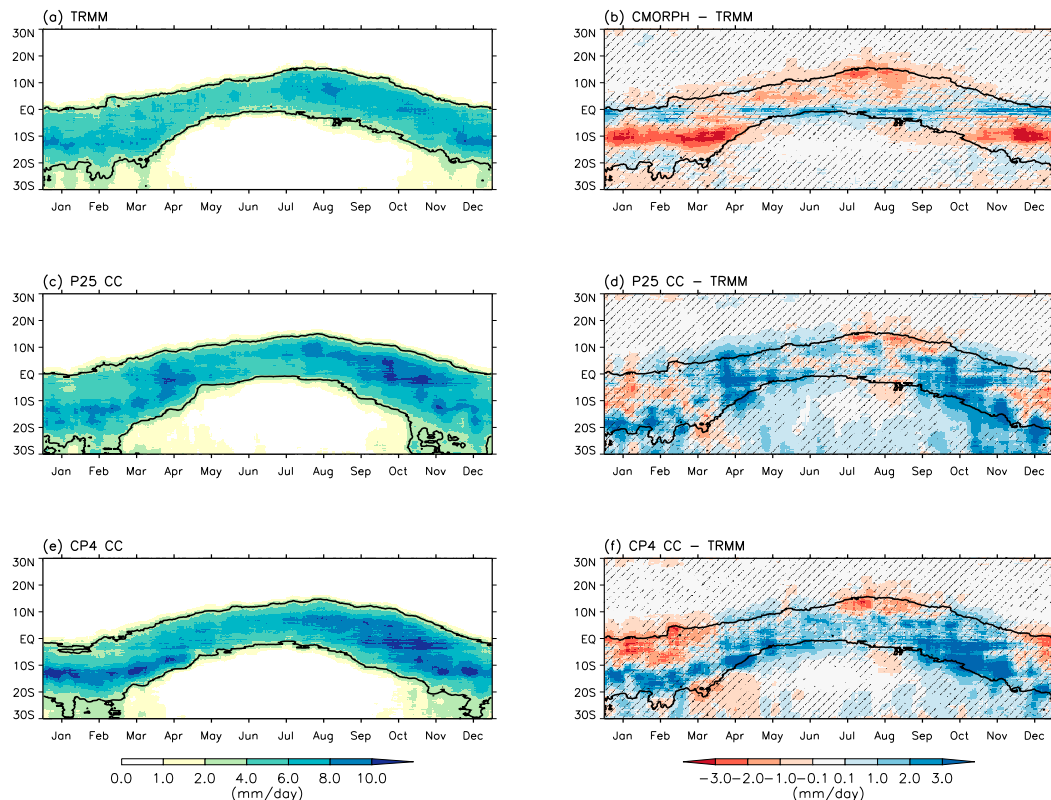 (a) TRMM
30N
20N
10N
EQ
10S
20S
30S
Jan Feb Mar Apr May Jun Jul Aug Sep Oct Nov Dec
(b) CMORPH − TRMM
30N
20N
10N
EQ
10S
20S
30S
Jan Feb Mar Apr May Jun Jul Aug Sep Oct Nov Dec
(c) P25 CC
30N
20N
10N
EQ
10S
20S
30S
Jan Feb Mar Apr May Jun Jul Aug Sep Oct Nov Dec
(d) P25 CC − TRMM
30N
20N
10N
EQ
10S
20S
30S
Jan Feb Mar Apr May Jun Jul Aug Sep Oct Nov Dec
(e) CP4 CC
30N
20N
10N
EQ
10S
20S
30S
Jan Feb Mar Apr May Jun Jul Aug Sep Oct Nov Dec
(f) CP4 CC − TRMM
30N
20N
10N
EQ
10S
20S
30S
Jan Feb Mar Apr May Jun Jul Aug Sep Oct Nov Dec
0.0 1.0 2.0 4.0 6.0 8.0 10.0
(mm/day)
−3.0−2.0−1.0−0.1 0.1 1.0 2.0 3.0
(mm/day)